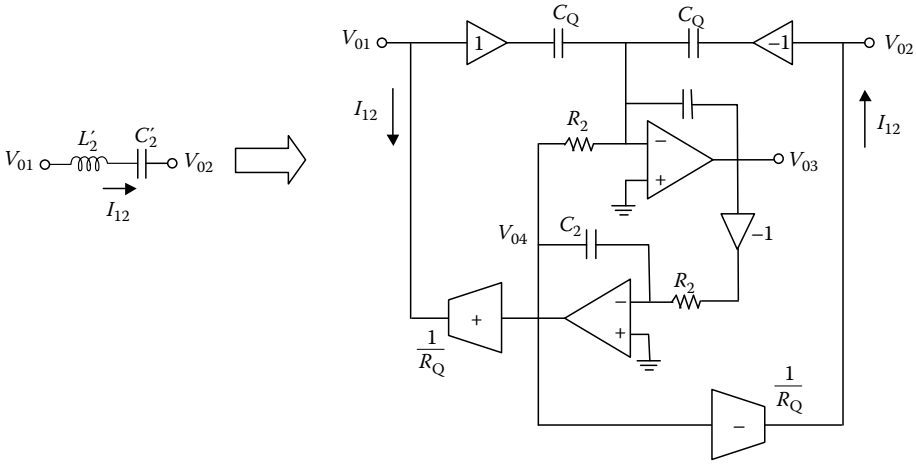 V01
1
CQ
CQ
−1
V02
I12
I12
L′2
C′2
V01
V02
I12
R2
−
+
V03
V04
C2
−1
R2
−
+
+
1/RQ
1/RQ
−